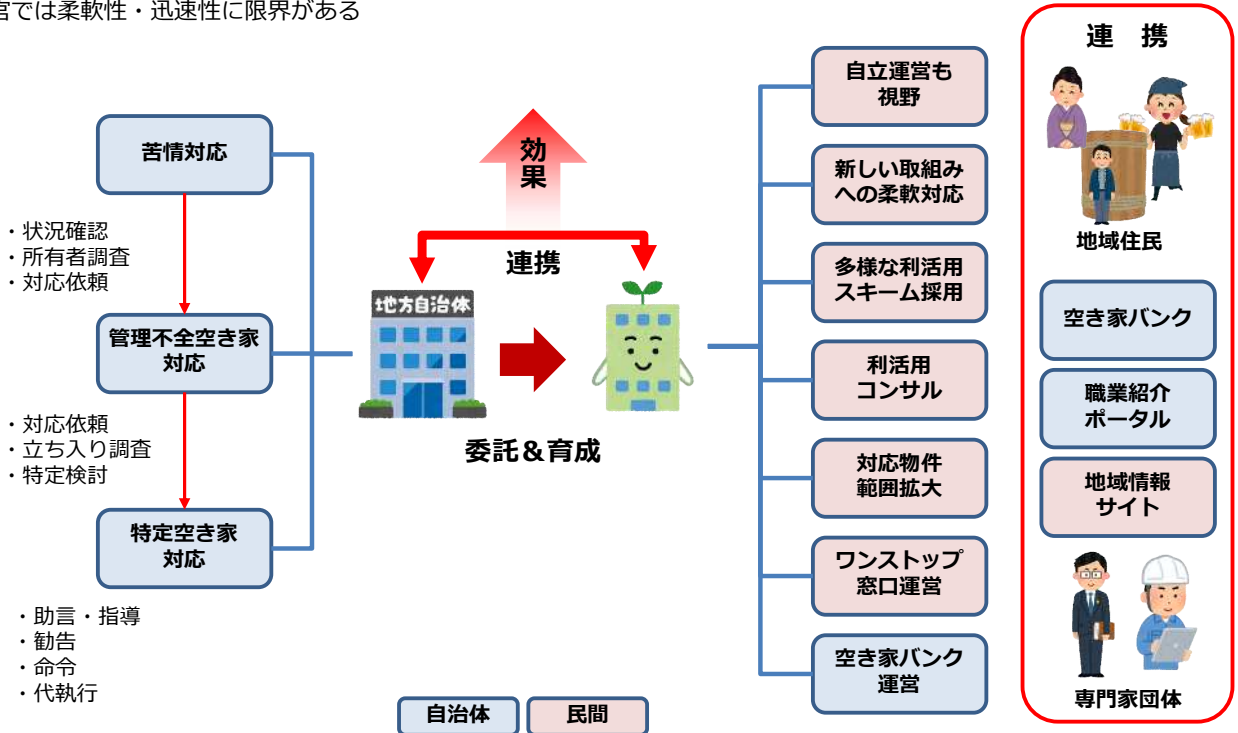 官では柔軟性・迅速性に限界がある
苦情対応
・状況確認
・所有者調査
・対応依頼
管理不全空き家
対応
・対応依頼
・立ち入り調査
・特定検討
特定空き家
対応
・助言・指導
・勧告
・命令
・代執行
効
果
連携
地方自治体
委託＆育成
自治体
民間
自立運営も
視野
新しい取組み
への柔軟対応
多様な利活用
スキーム採用
利活用
コンサル
対応物件
範囲拡大
ワンストップ
窓口運営
空き家バンク
運営
連　携
地域住民
空き家バンク
職業紹介
ポータル
地域情報
サイト
専門家団体